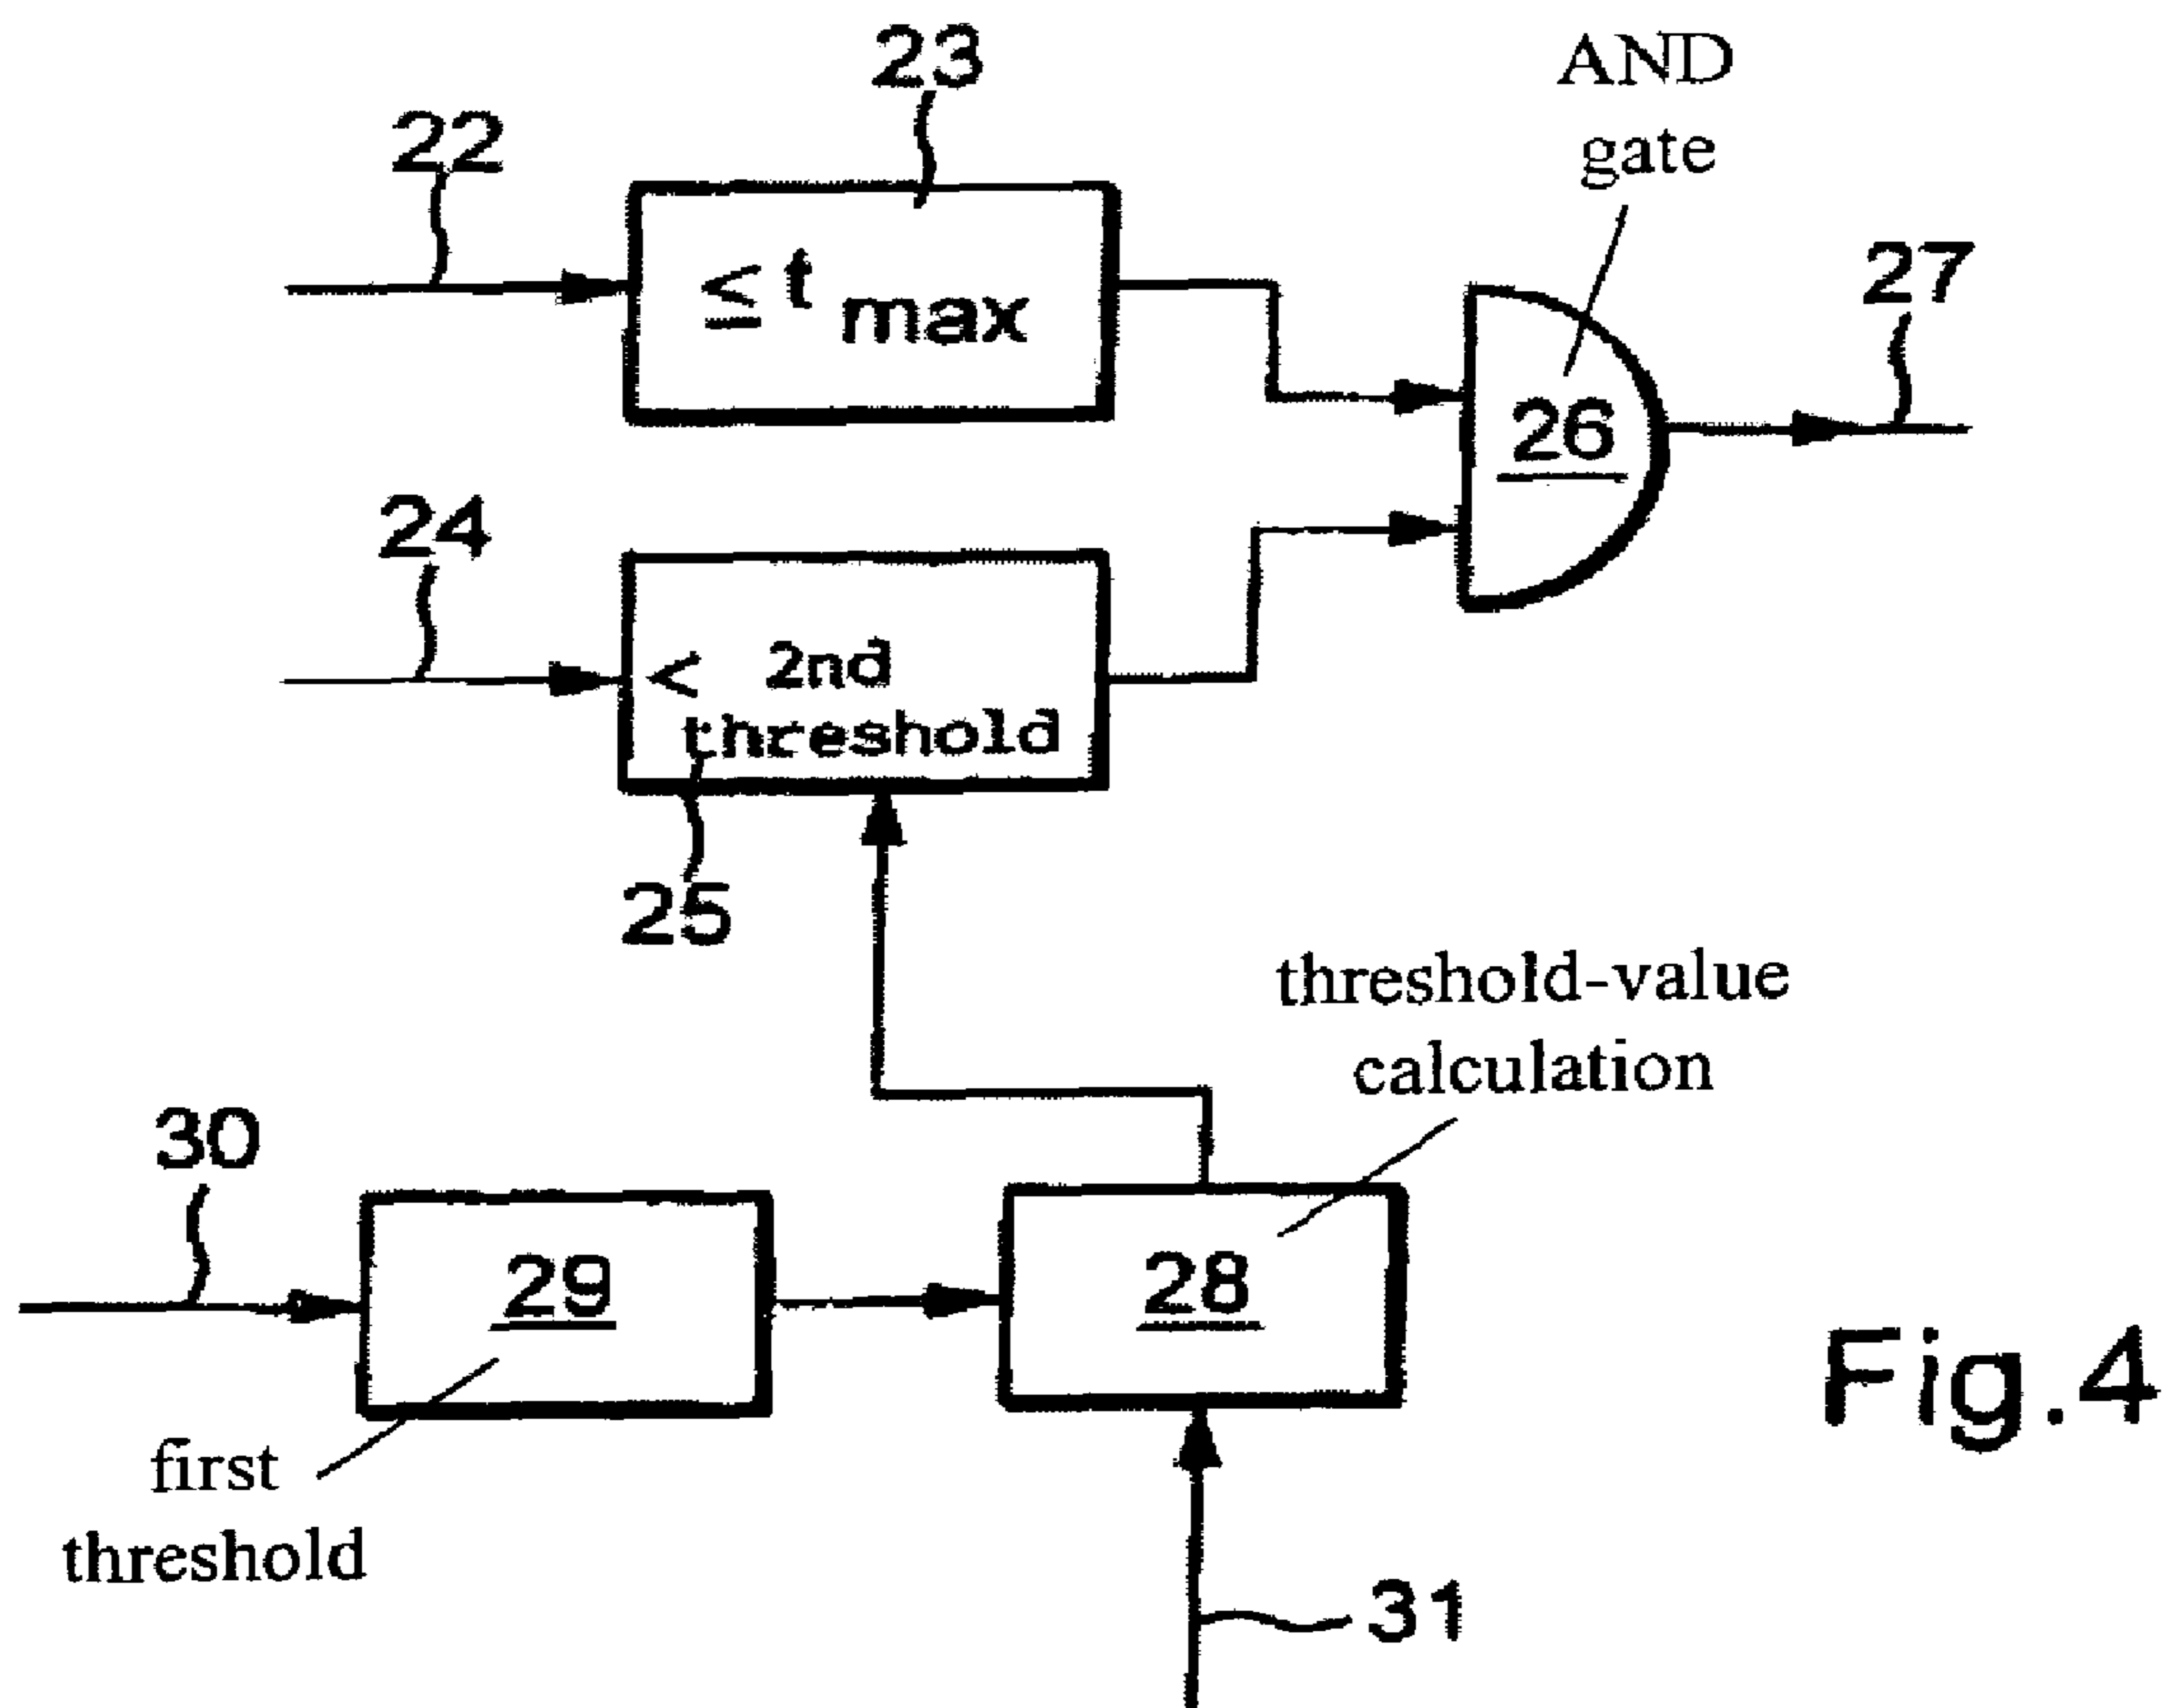 23
AND
gate
22
≤ t max
27
26
24
< 2nd
threshold
25
threshold-value
calculation
30
29
28
Fig.4
first
threshold
31